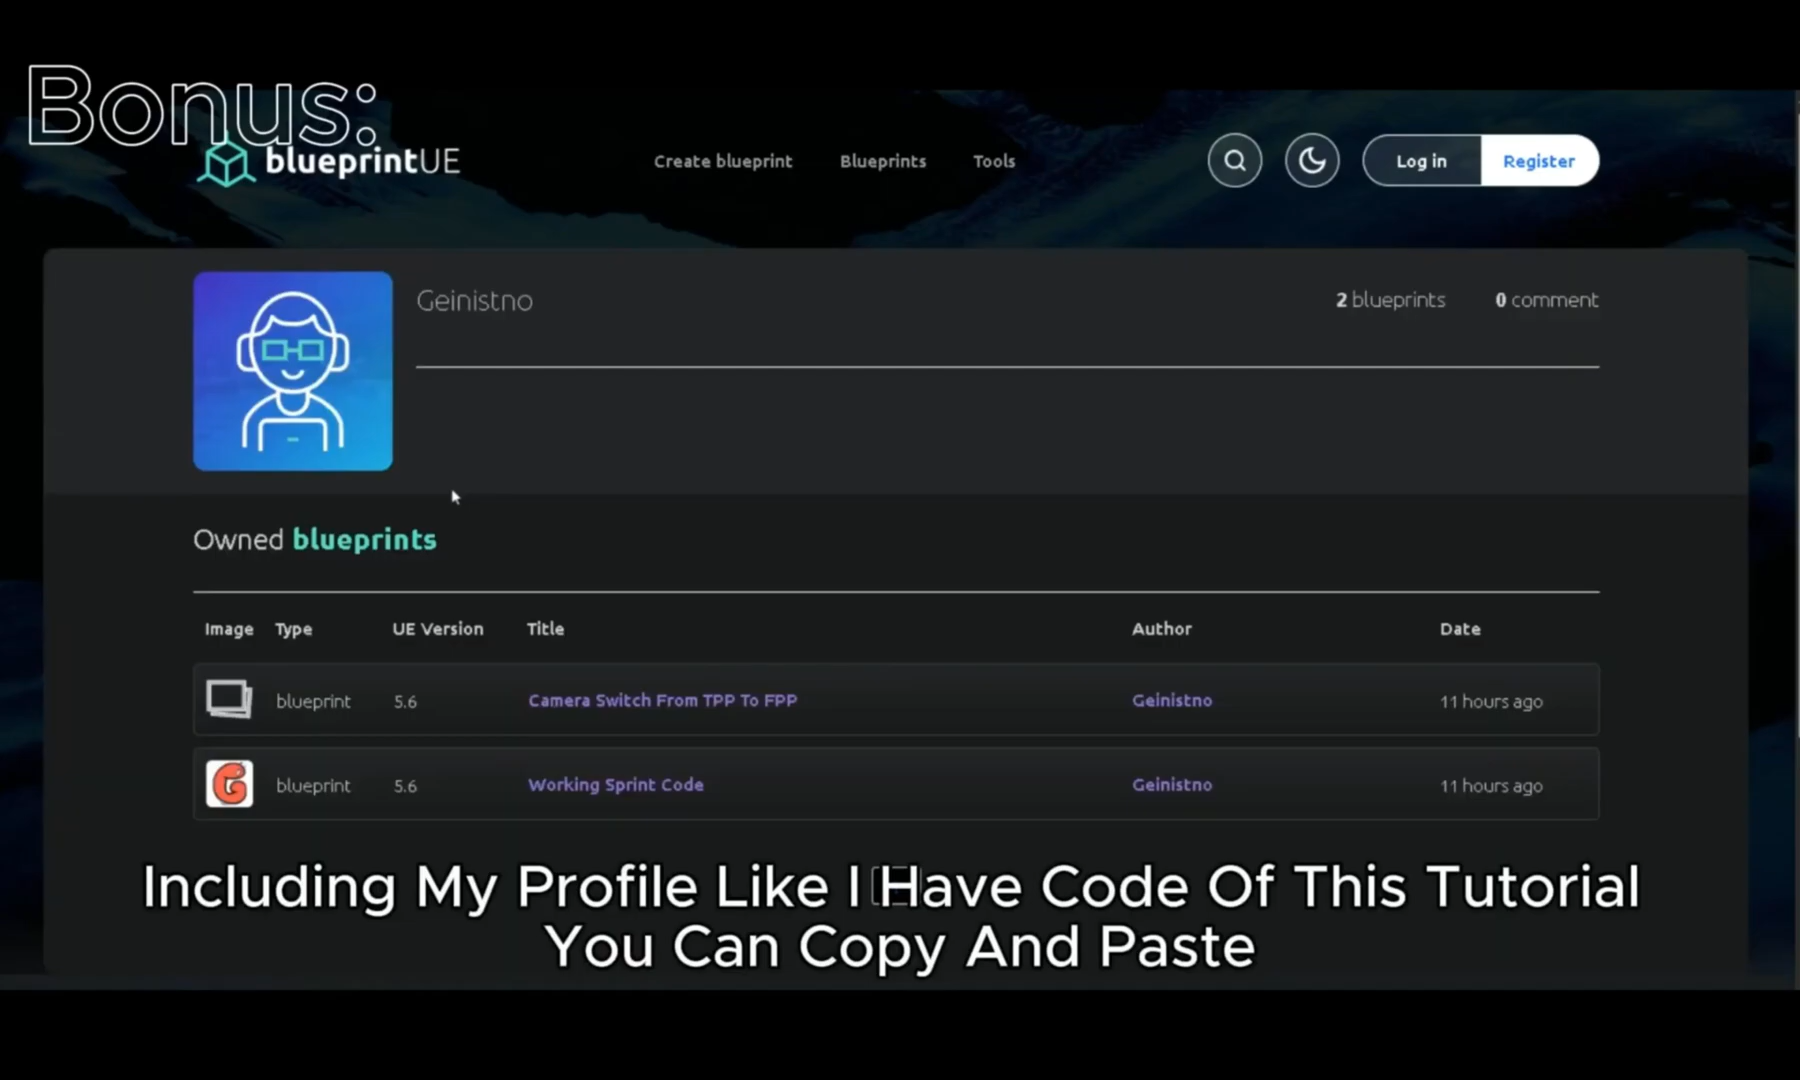 Bonus:
blueprintUE
Create blueprint
Blueprints
Tools
Log in
Register
Geinistno
2 blueprints
0 comment
Owned blueprints
Image Type UE Version Title Author Date
blueprint 5.6 Camera Switch From TPP To FPP Geinistno 11 hours ago
G blueprint 5.6 Working Sprint Code Geinistno 11 hours ago
Including My Profile Like I Have Code Of This Tutorial
You Can Copy And Paste